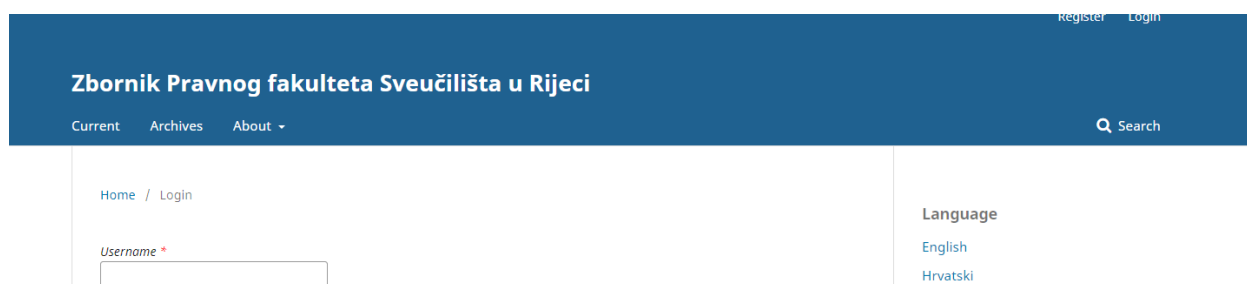 Register Login
Zbornik Pravnog fakulteta Sveučilišta u Rijeci
Current Archives About Search
Home / Login
Language
Username *
English
Hrvatski